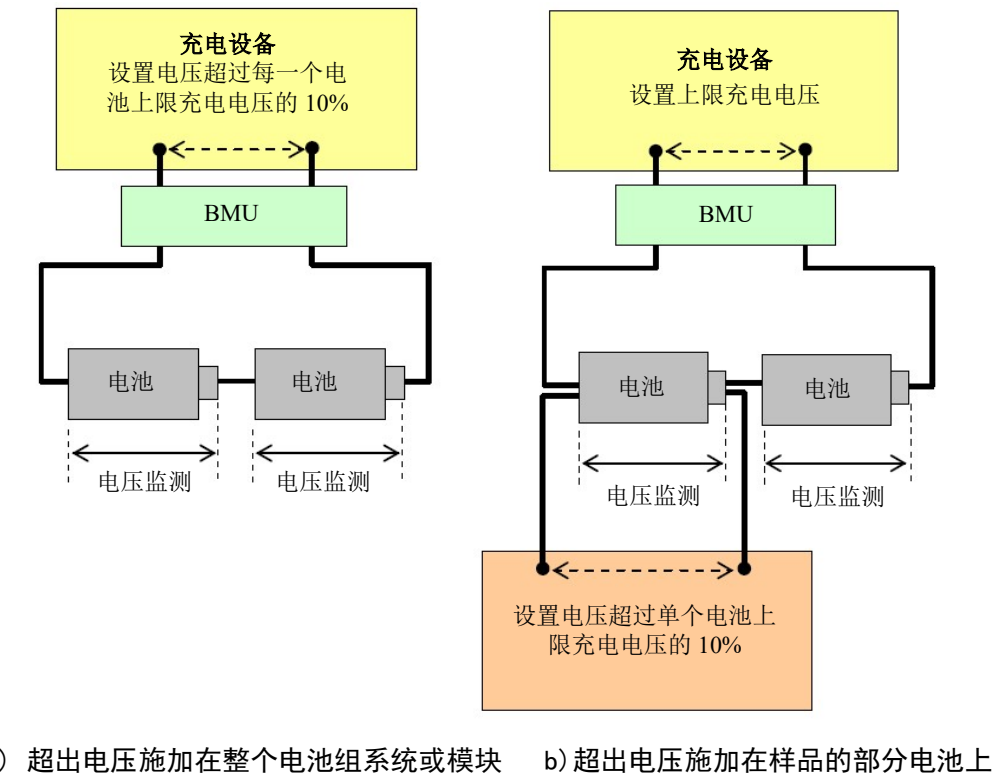 充电设备
设置电压超过每一个电
池上限充电电压的 10%
BMU
电池
电池
电压监测
电压监测
充电设备
设置上限充电电压
BMU
电池
电池
电压监测
电压监测
设置电压超过单个电池上
限充电电压的 10%
) 超出电压施加在整个电池组系统或模块
b)超出电压施加在样品的部分电池上